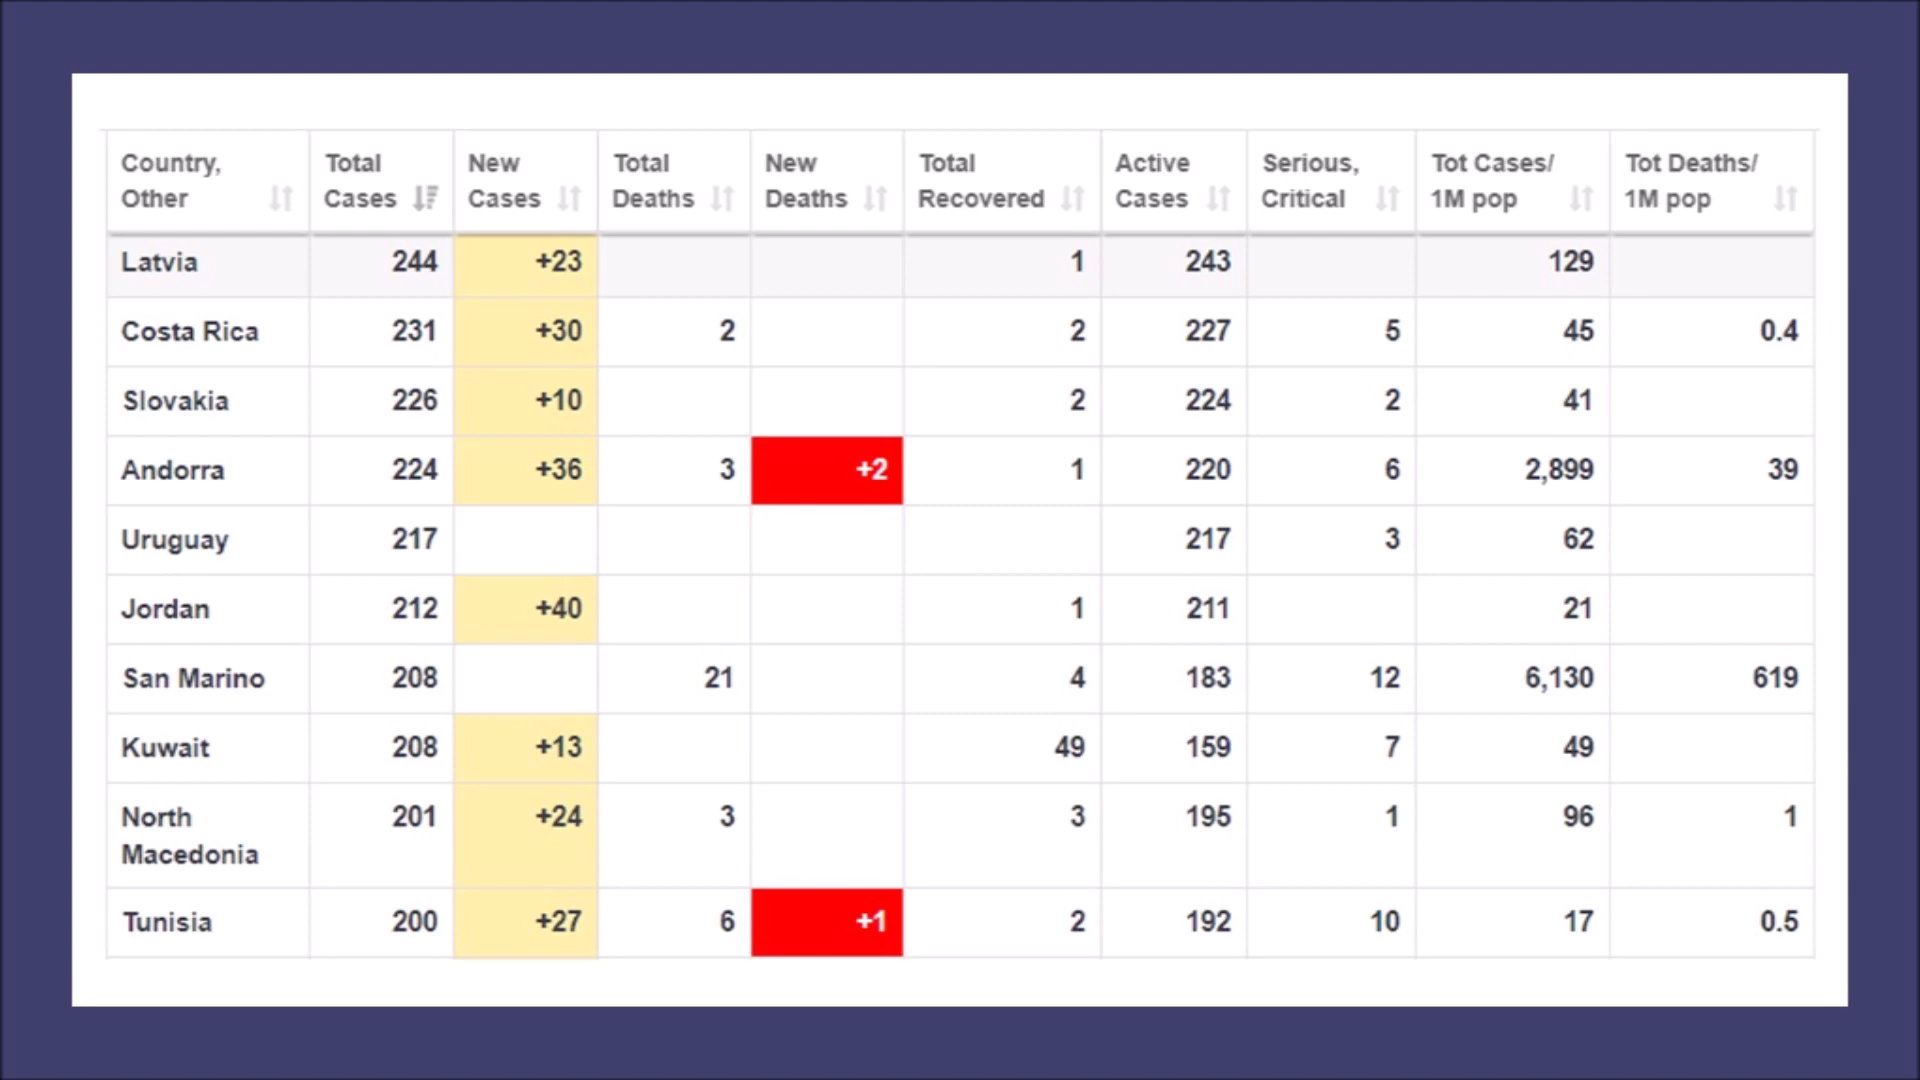 Country, Other Total Cases New Cases Total Deaths New Deaths Total Recovered Active Cases Serious, Critical Tot Cases/ 1M pop Tot Deaths/ 1M pop
Latvia 244 +23 1 243 129
Costa Rica 231 +30 2 2 227 5 45 0.4
Slovakia 226 +10 2 224 2 41
Andorra 224 +36 3 +2 1 220 6 2,899 39
Uruguay 217 217 3 62
Jordan 212 +40 1 211 21
San Marino 208 21 4 183 12 6,130 619
Kuwait 208 +13 49 159 7 49
North Macedonia 201 +24 3 3 195 1 96 1
Tunisia 200 +27 6 +1 2 192 10 17 0.5